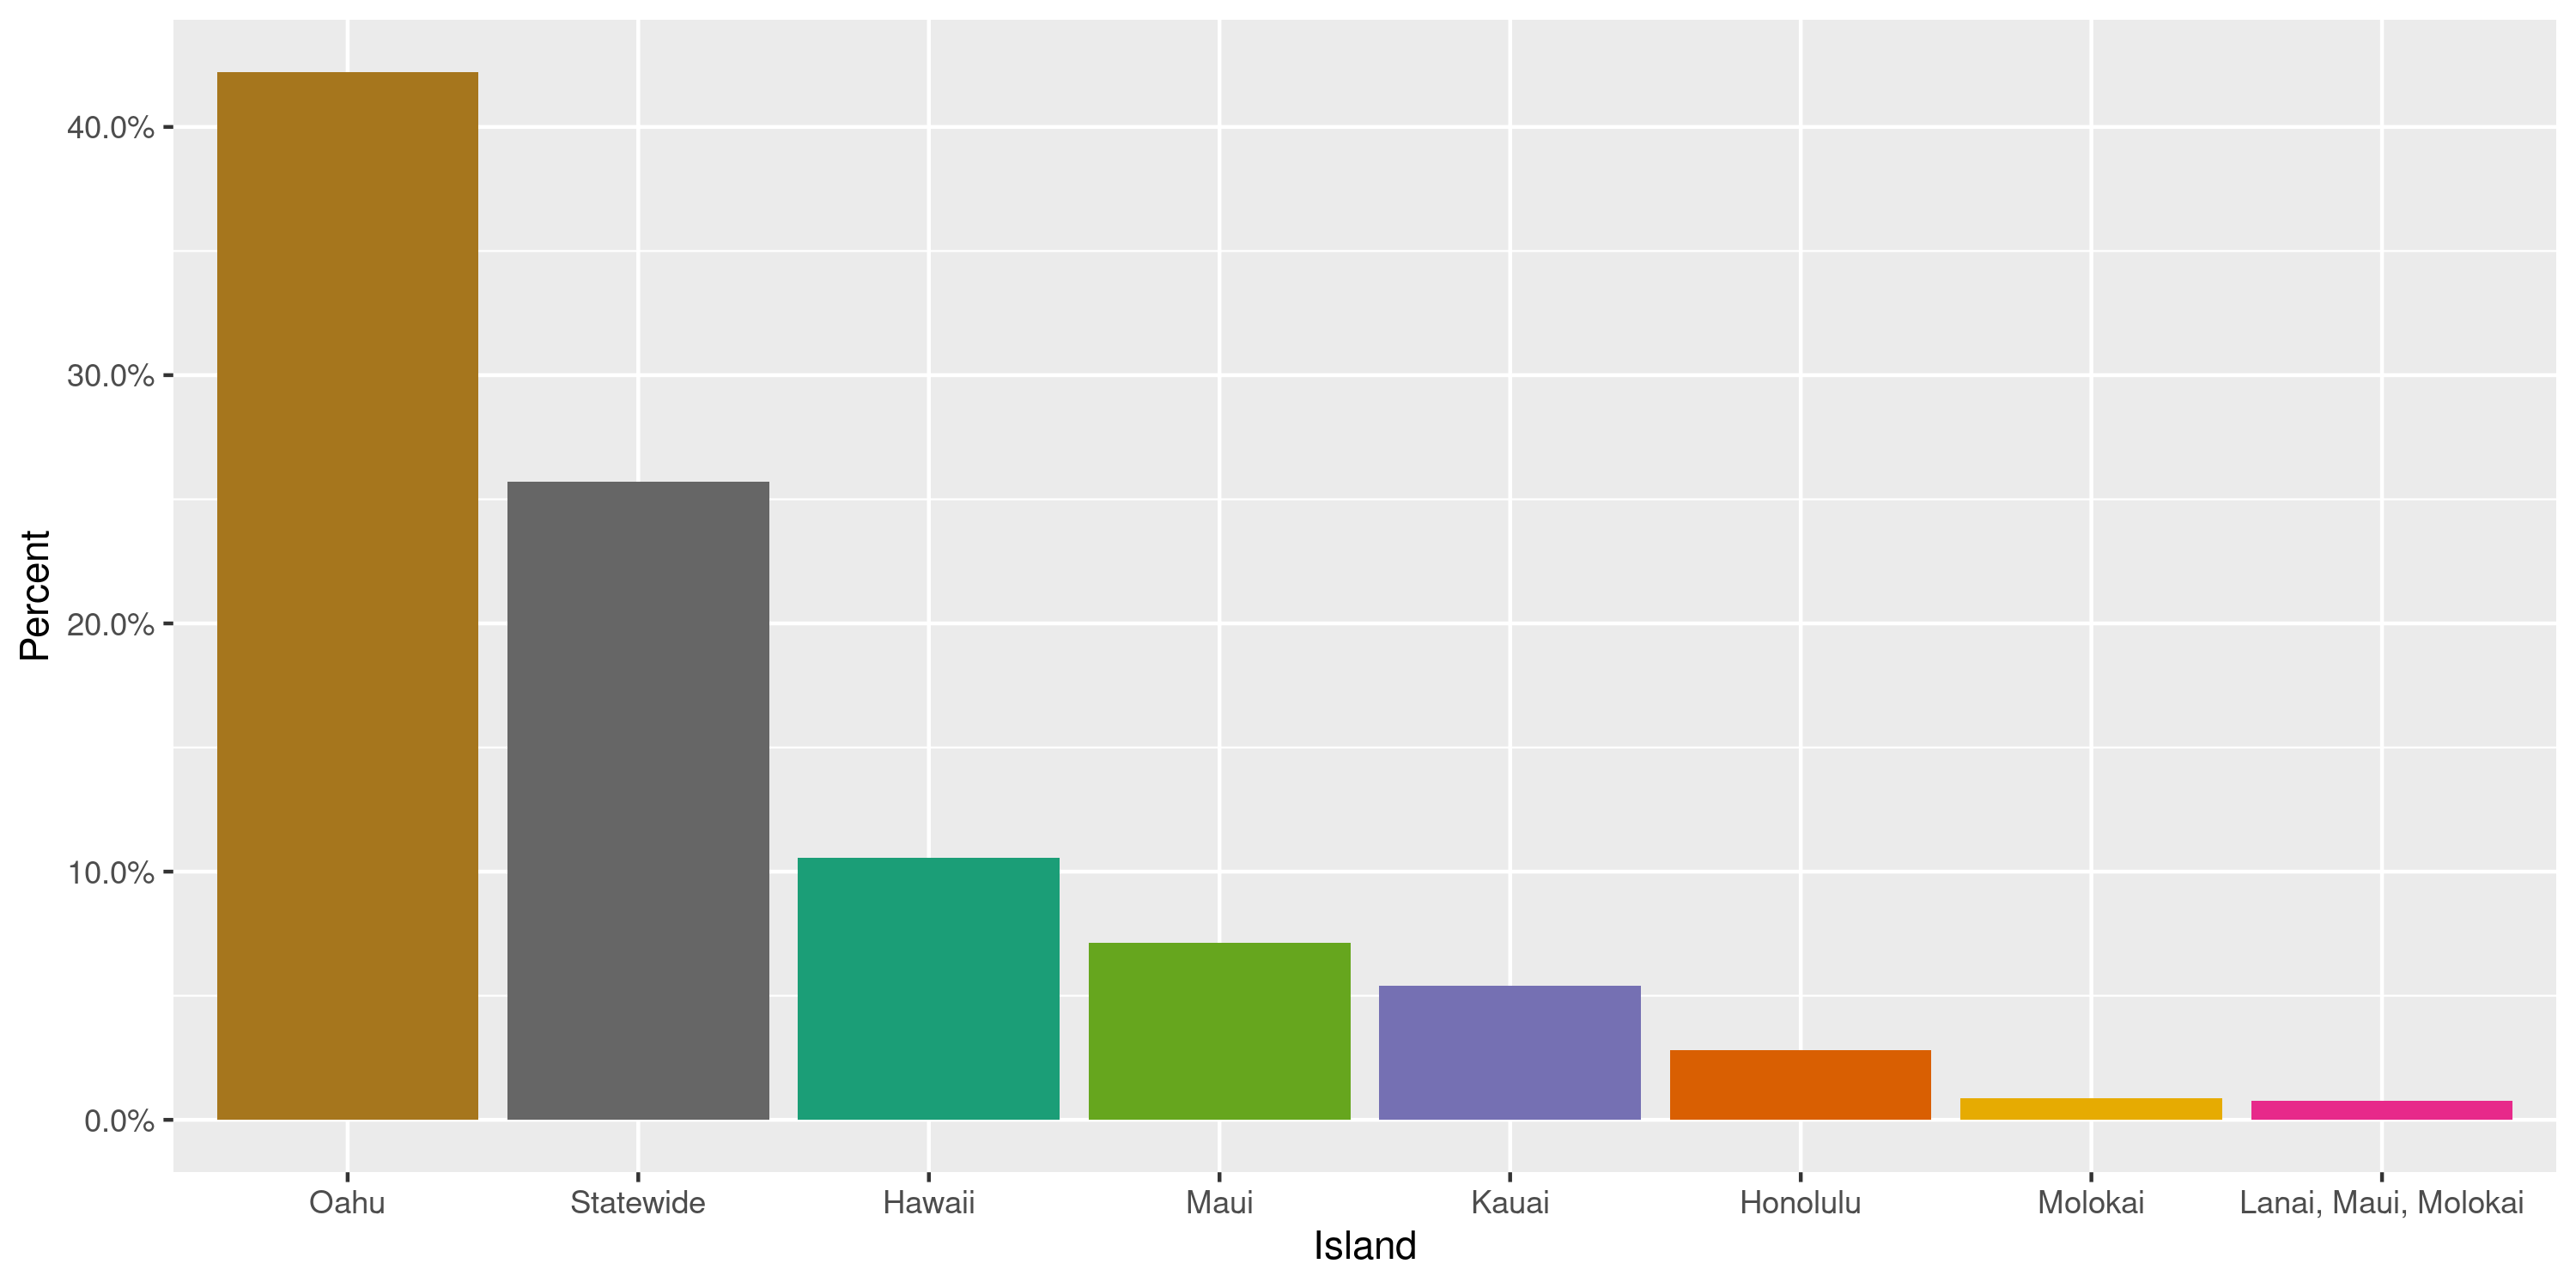 Percent
40.0%
30.0%
20.0%
10.0%
0.0%
Oahu Statewide Hawaii Maui Kauai Honolulu Molokai Lanai, Maui, Molokai
Island